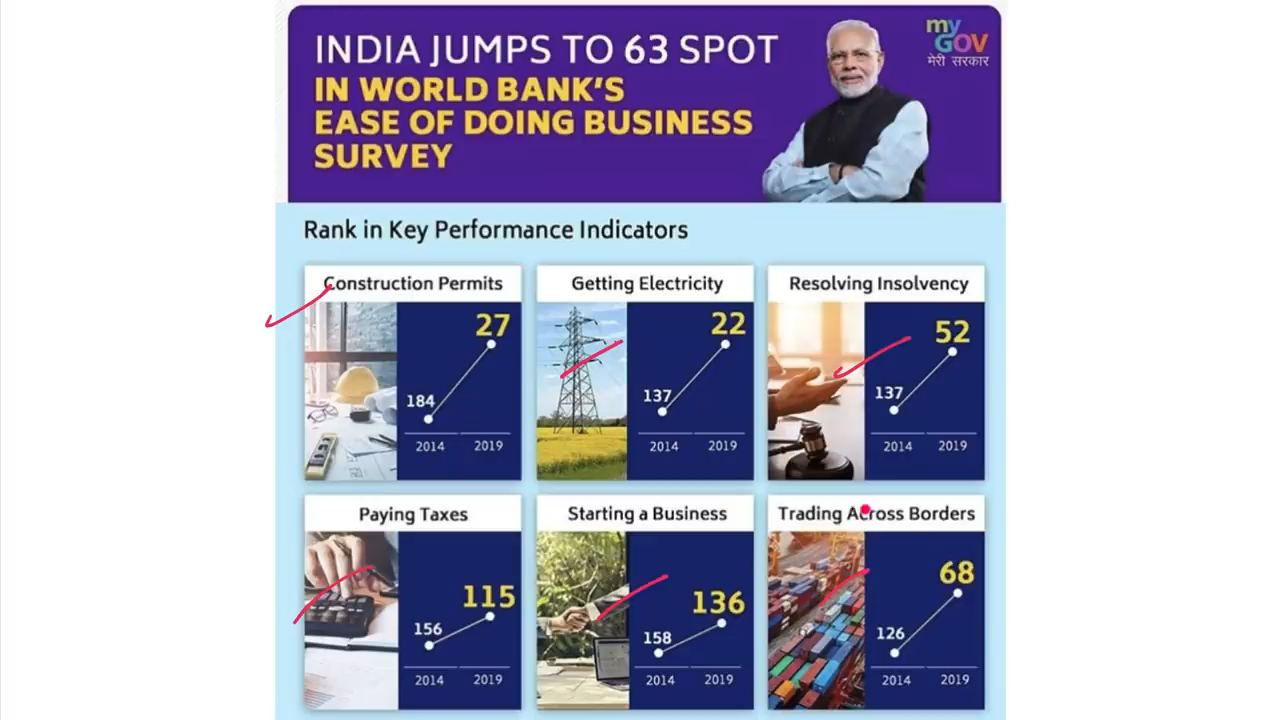 INDIA JUMPS TO 63 SPOT
IN WORLD BANK'S
EASE OF DOING BUSINESS
SURVEY
my
GOV
मेरी सरकार
Rank in Key Performance Indicators
Construction Permits
27
184
2014 2019
Getting Electricity
22
137
2014 2019
Resolving Insolvency
52
137
2014 2019
Paying Taxes
115
156
2014 2019
Starting a Business
136
158
2014 2019
Trading Across Borders
68
126
2014 2019